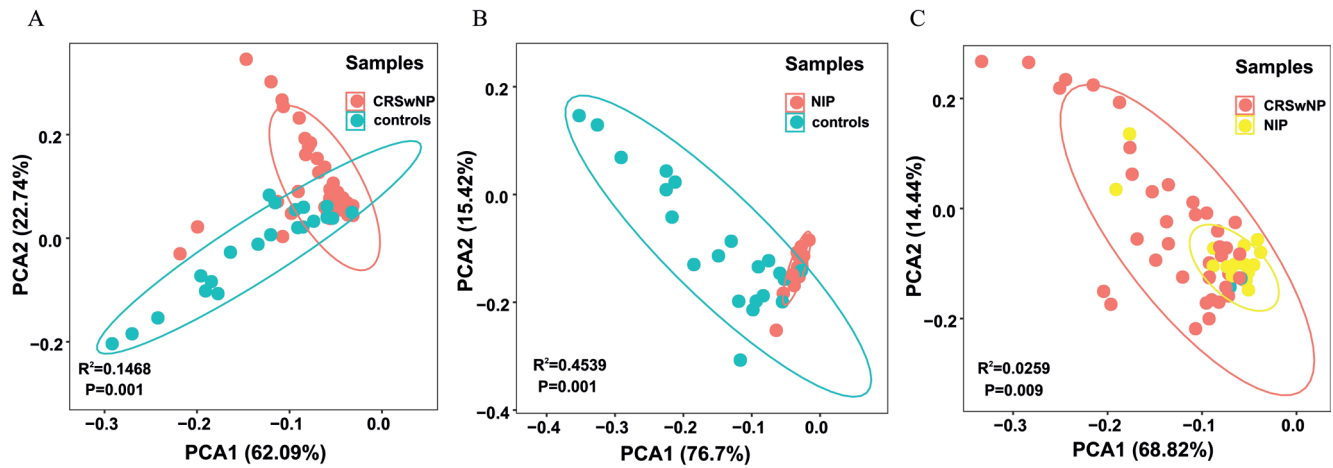 A
Samples
CRSwNP
controls
PCA2 (22.74%)
0.2
0.0
−0.2
R²=0.1468
P=0.001
−0.3
−0.2
−0.1
0.0
PCA1 (62.09%)
B
Samples
NIP
controls
PCA2 (15.42%)
0.2
0.0
−0.2
−0.4
R²=0.4539
P=0.001
−0.4
−0.3
−0.2
−0.1
0.0
PCA1 (76.7%)
C
Samples
CRSwNP
NIP
PCA2 (14.44%)
0.2
0.0
−0.2
R²=0.0259
P=0.009
−0.3
−0.2
−0.1
0.0
PCA1 (68.82%)